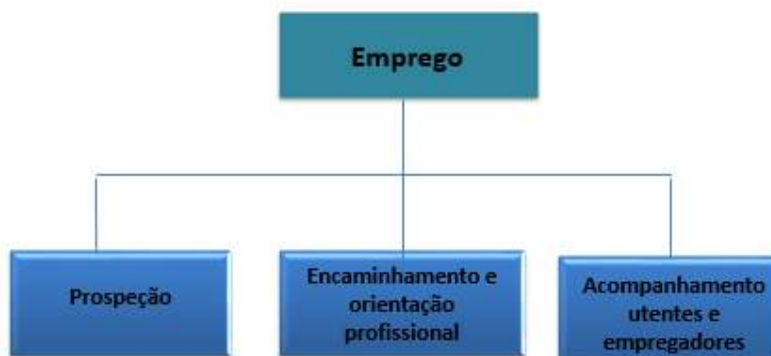 Emprego
Prospeção
Encaminhamento e
orientação
profissional
Acompanhamento
utentes e
empregadores